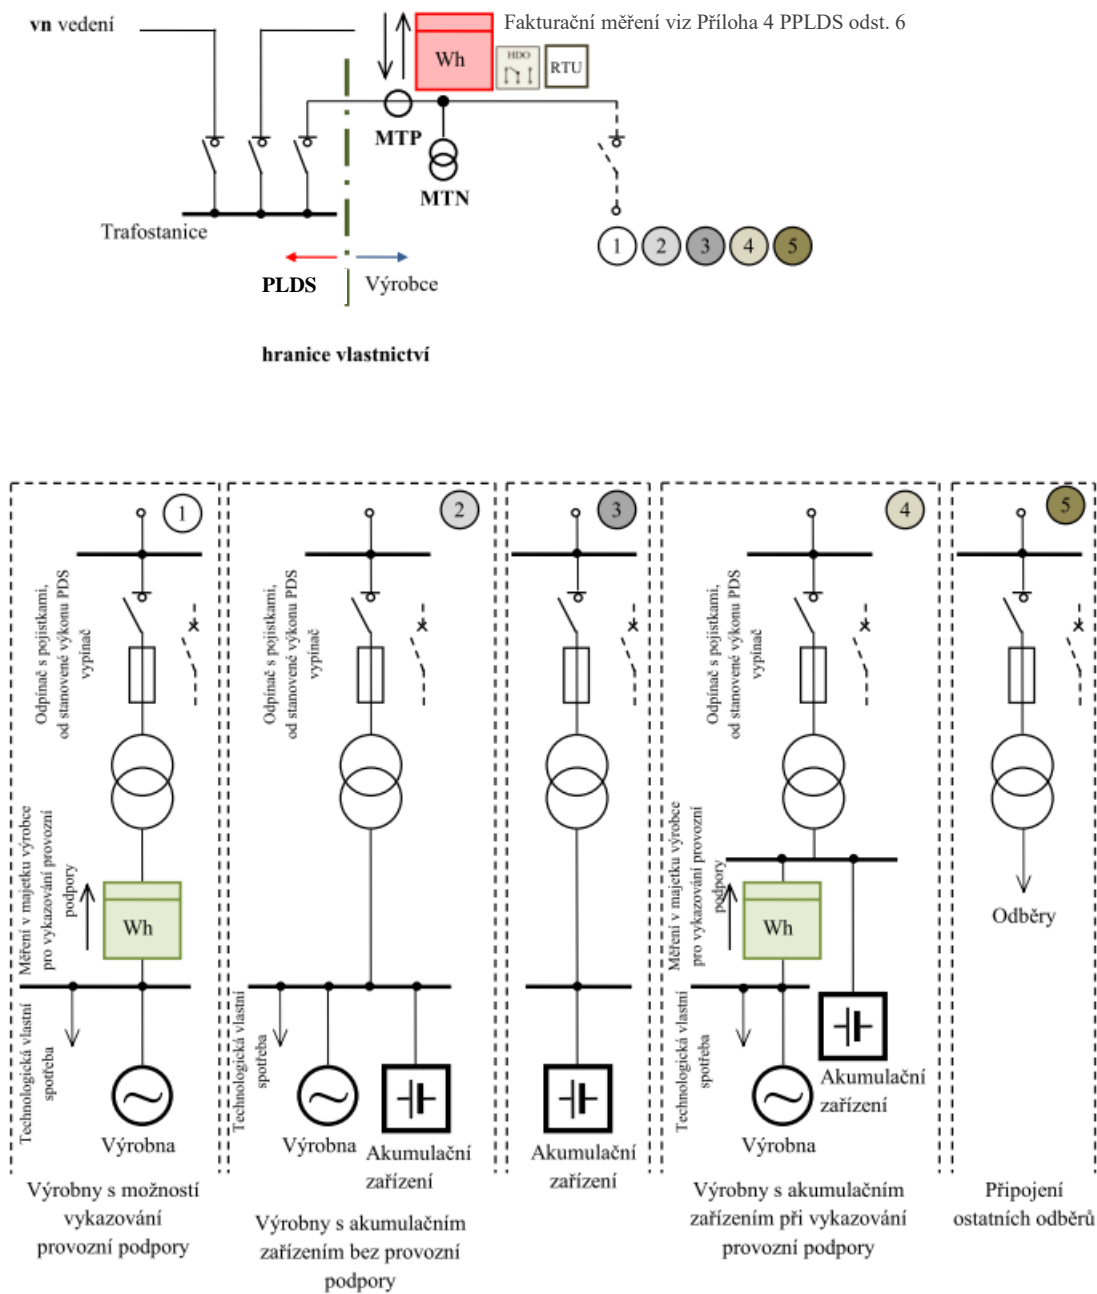 vn vedení
Fakturační měření viz Příloha 4 PPLDS odst. 6
Wh
HDO
RTU
MTP
MTN
Trafostanice
1
2
3
4
5
PLDS
Výrobce
hranice vlastnictví
1
Odpínač s pojistkami,
od stanovené výkonu PDS
vypínač
Měření v majetku výrobce
pro vykazování provozní
podpory
Wh
Technologická vlastní
spotřeba
Výrobna
Výrobny s možností
vykazování
provozní podpory
2
Odpínač s pojistkami,
od stanovené výkonu PDS
vypínač
Technologická vlastní
spotřeba
Výrobna
Akumulační
zařízení
Výrobny s akumulačním
zařízením bez provozní
podpory
3
Akumulační
zařízení
4
Odpínač s pojistkami,
od stanovené výkonu PDS
vypínač
Měření v majetku výrobce
pro vykazování provozní
podpory
Wh
Technologická vlastní
spotřeba
Výrobna
Akumulační
zařízení
Výrobny s akumulačním
zařízením při vykazování
provozní podpory
5
Odběry
Připojení
ostatních odběrů